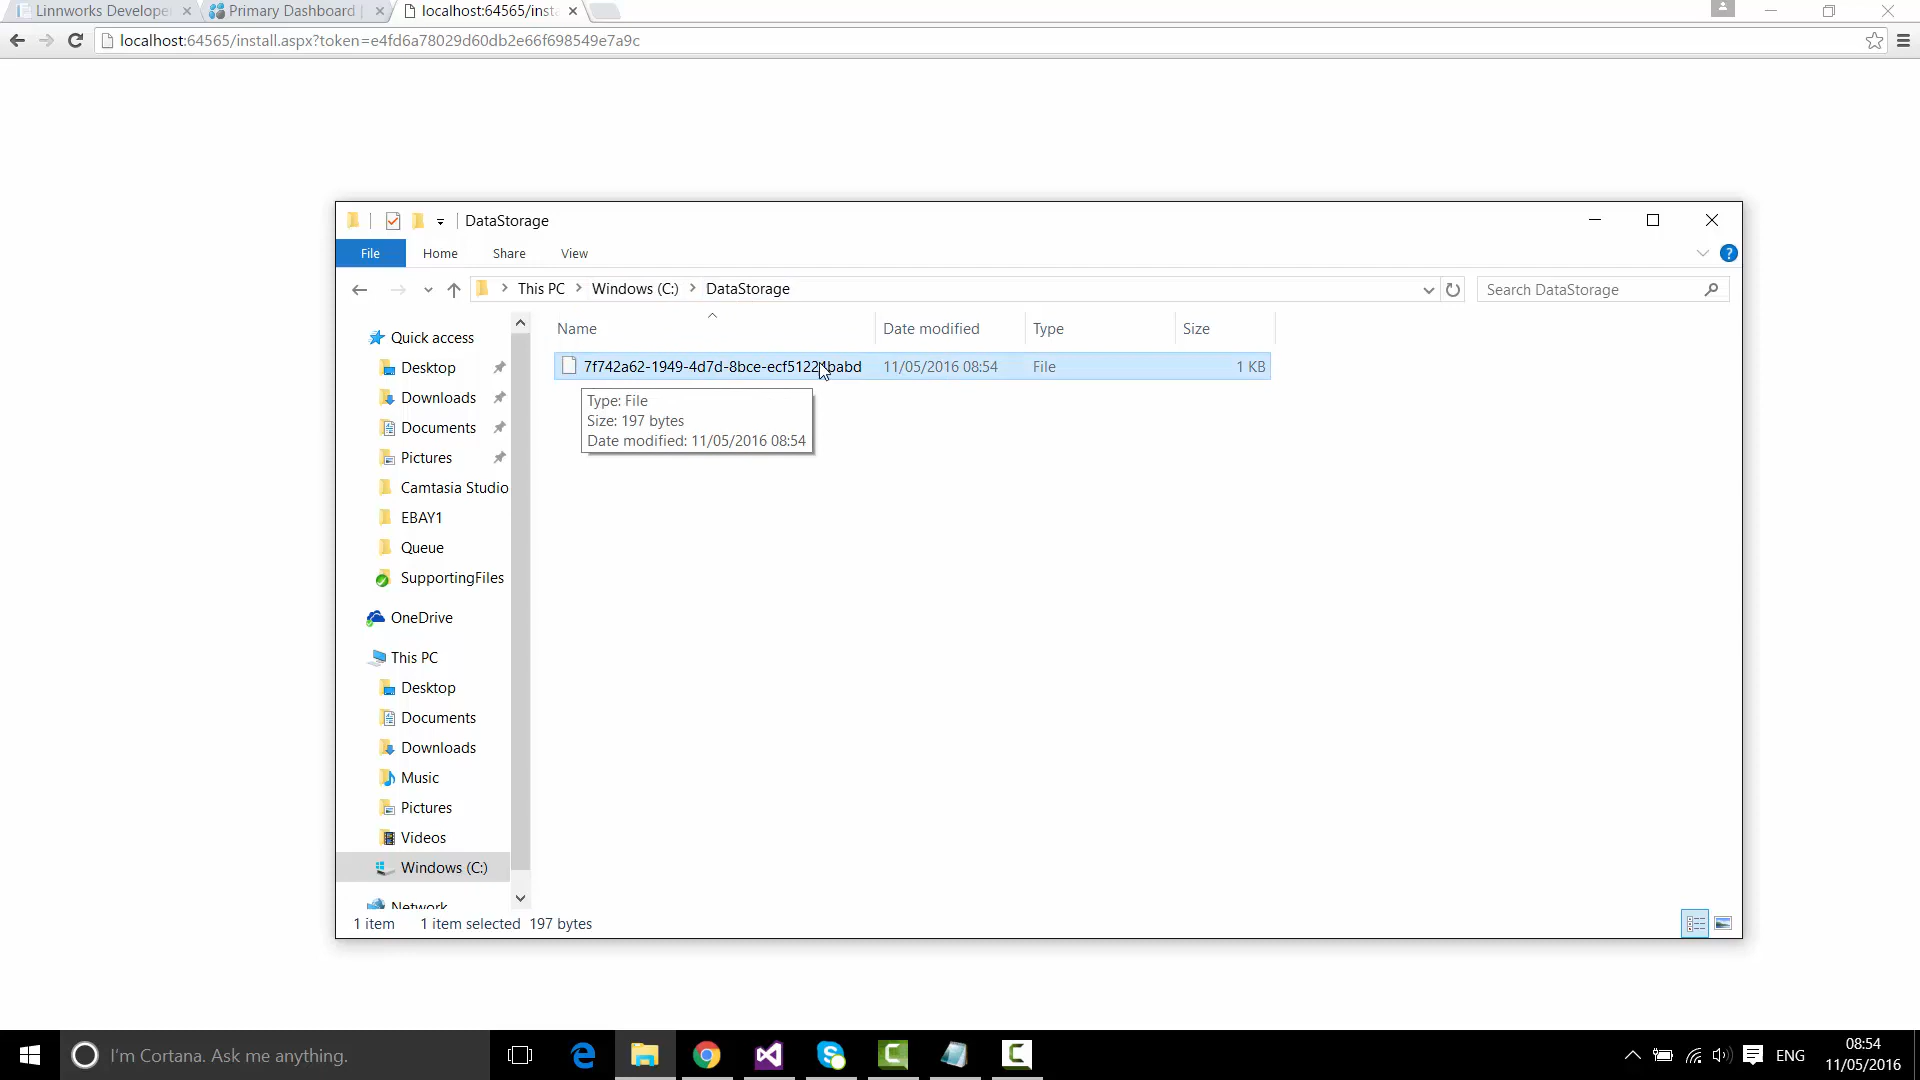 Linnworks Develope
Primary Dashboard |
localhost:64565/inst
localhost:64565/install.aspx?token=e4fd6a78029d60db2e66f698549e7a9c
DataStorage
File
Home
Share
View
This PC
Windows (C:)
DataStorage
Search DataStorage
Name
Date modified
Type
Size
11/05/2016 08:54
File
1 KB
Type: File
Size: 197 bytes
Date modified: 11/05/2016 08:54
Quick access
Desktop
Downloads
Documents
Pictures
Camtasia Studio
EBAY1
Queue
SupportingFiles
OneDrive
This PC
Desktop
Documents
Downloads
Music
Pictures
Videos
Windows (C:)
Network
1 item
1 item selected
197 bytes
I'm Cortana. Ask me anything.
ENG
08:54
11/05/2016